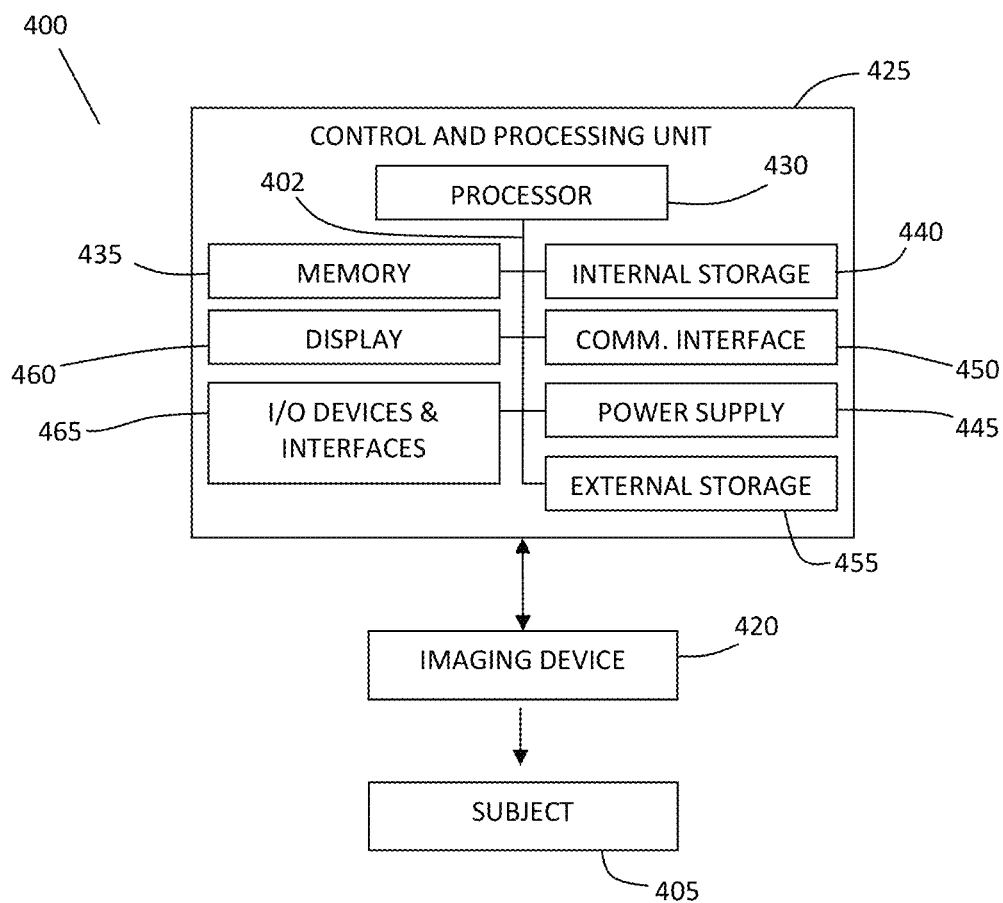 400
425
CONTROL AND PROCESSING UNIT
402
PROCESSOR
430
435
MEMORY
INTERNAL STORAGE
440
460
DISPLAY
COMM. INTERFACE
450
465
I/O DEVICES &
INTERFACES
POWER SUPPLY
445
EXTERNAL STORAGE
455
IMAGING DEVICE
420
SUBJECT
405